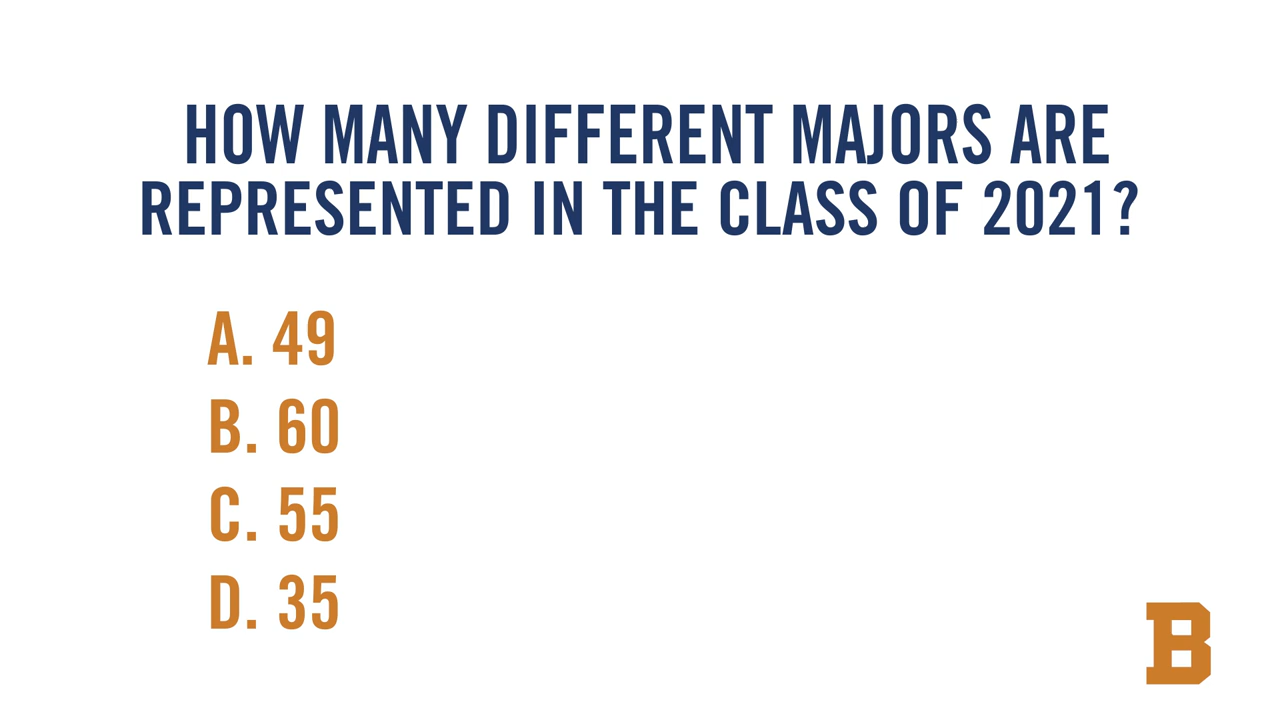 HOW MANY DIFFERENT MAJORS ARE
REPRESENTED IN THE CLASS OF 2021?
A. 49
B. 60
C. 55
D. 35
B